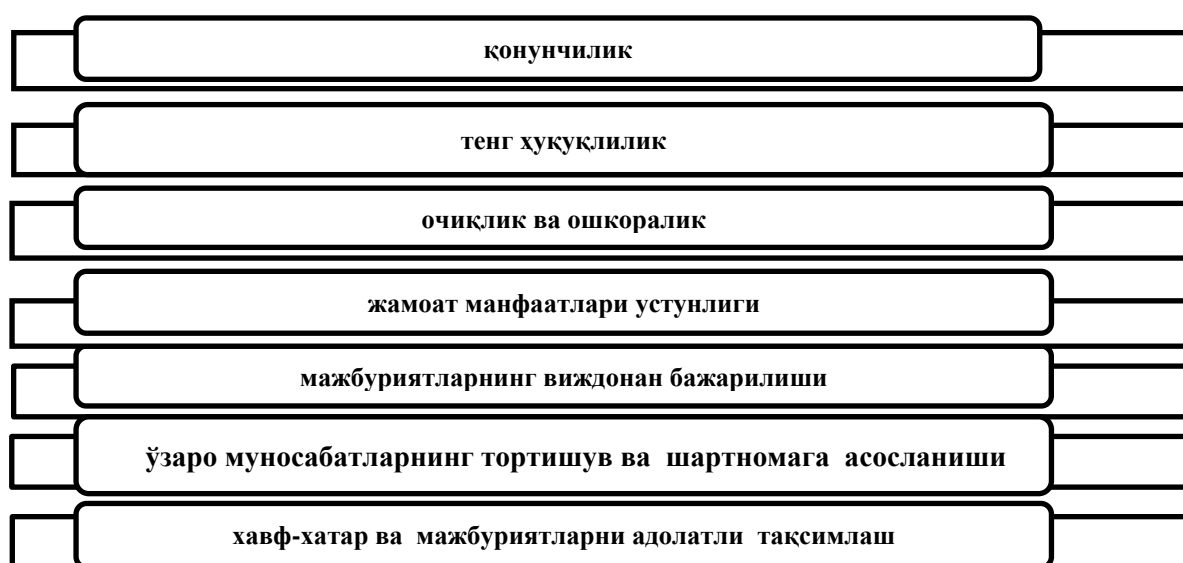 қонунчилик
тенг ҳуқуқлилик
очиқлик ва ошкоралик
жамоат манфаатлари устунлиги
мажбуриятларнинг виждонан бажарилиши
ўзаро муносабатларнинг тортишув ва шартномага асосланиши
хавф-хатар ва мажбуриятларни адолатли тақсимлаш